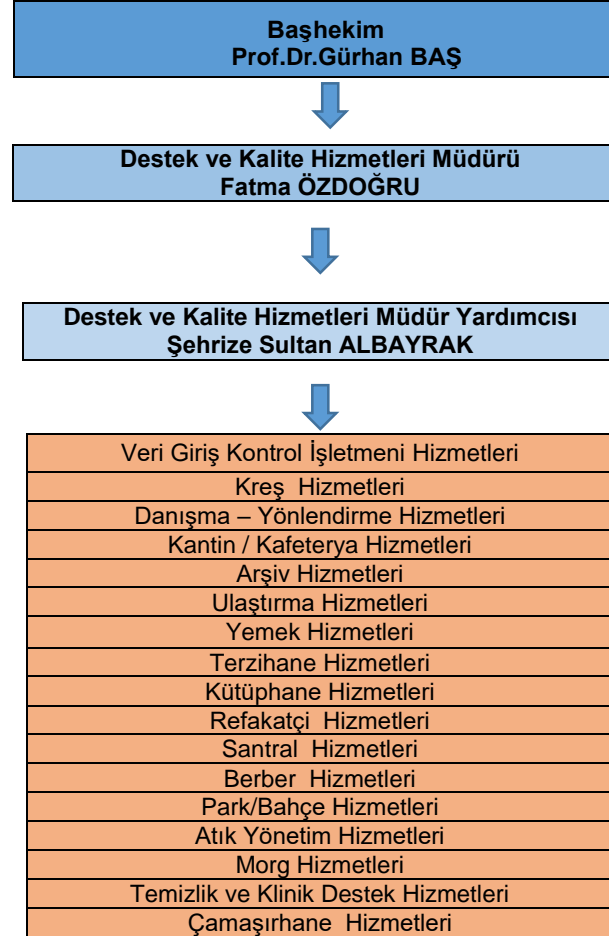 Başhekim
Prof.Dr.Gürhan BAŞ
Destek ve Kalite Hizmetleri Müdürü
Fatma ÖZDOĞRU
Destek ve Kalite Hizmetleri Müdür Yardımcısı
Şehrize Sultan ALBAYRAK
Veri Giriş Kontrol İşletmeni Hizmetleri
Kreş Hizmetleri
Danışma – Yönlendirme Hizmetleri
Kantin / Kafeterya Hizmetleri
Arşiv Hizmetleri
Ulaştırma Hizmetleri
Yemek Hizmetleri
Terzihane Hizmetleri
Kütüphane Hizmetleri
Refakatçi Hizmetleri
Santral Hizmetleri
Berber Hizmetleri
Park/Bahçe Hizmetleri
Atık Yönetim Hizmetleri
Morg Hizmetleri
Temizlik ve Klinik Destek Hizmetleri
Çamaşırhane Hizmetleri